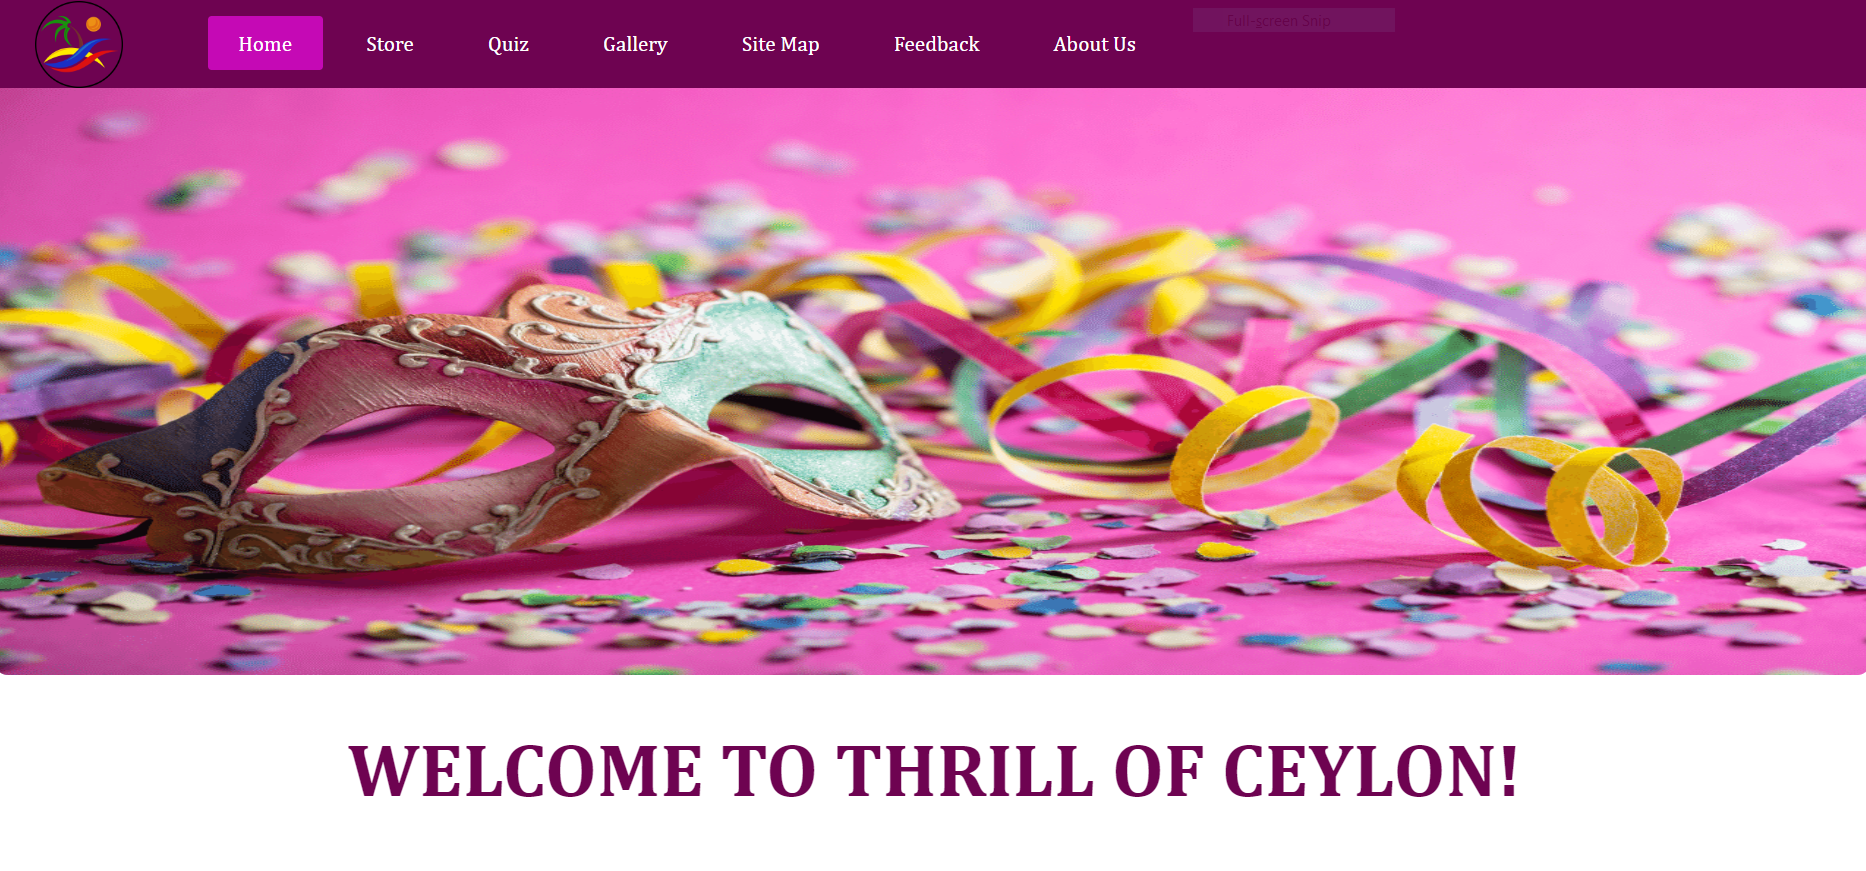 Home Store Quiz Gallery Site Map Feedback About Us
Full-screen Snip
WELCOME TO THRILL OF CEYLON!